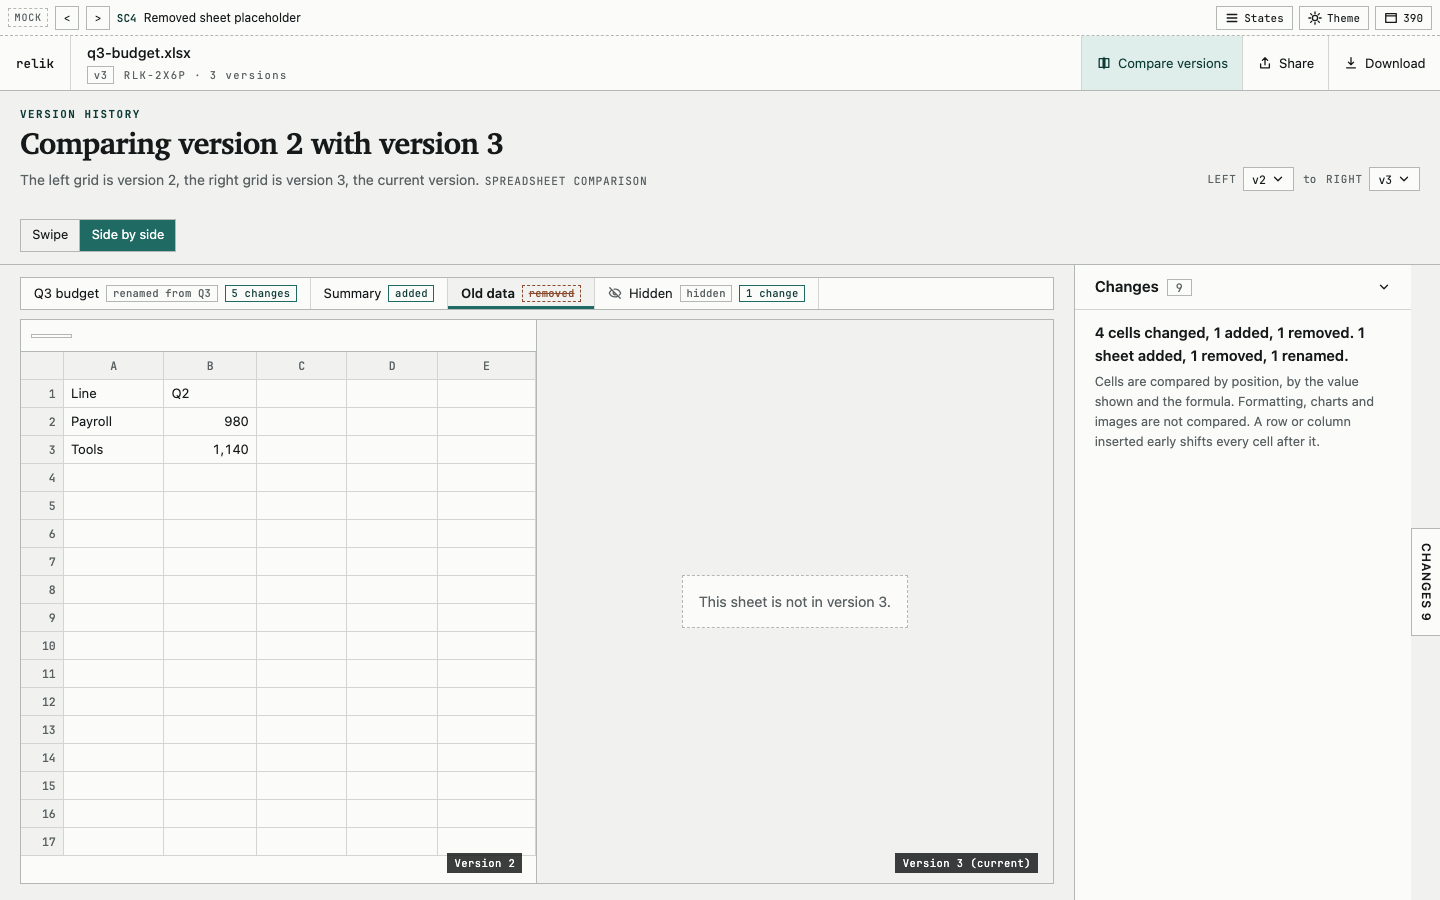 MOCK < > SC4 Removed sheet placeholder States Theme 390
relik q3-budget.xlsx Compare versions Share Download
v3 RLK-2X6P · 3 versions
VERSION HISTORY
Comparing version 2 with version 3
The left grid is version 2, the right grid is version 3, the current version. SPREADSHEET COMPARISON LEFT v2 to RIGHT v3
Swipe Side by side
Q3 budget renamed from Q3 5 changes Summary added Old data removed Hidden hidden 1 change
A B C D E
1 Line Q2
2 Payroll 980
3 Tools 1,140
4
5
6
7
8
9
10
11
12
13
14
15
16
17
Version 2
This sheet is not in version 3.
Version 3 (current)
Changes 9
4 cells changed, 1 added, 1 removed. 1
sheet added, 1 removed, 1 renamed.
Cells are compared by position, by the value
shown and the formula. Formatting, charts and
images are not compared. A row or column
inserted early shifts every cell after it.
CHANGES 9